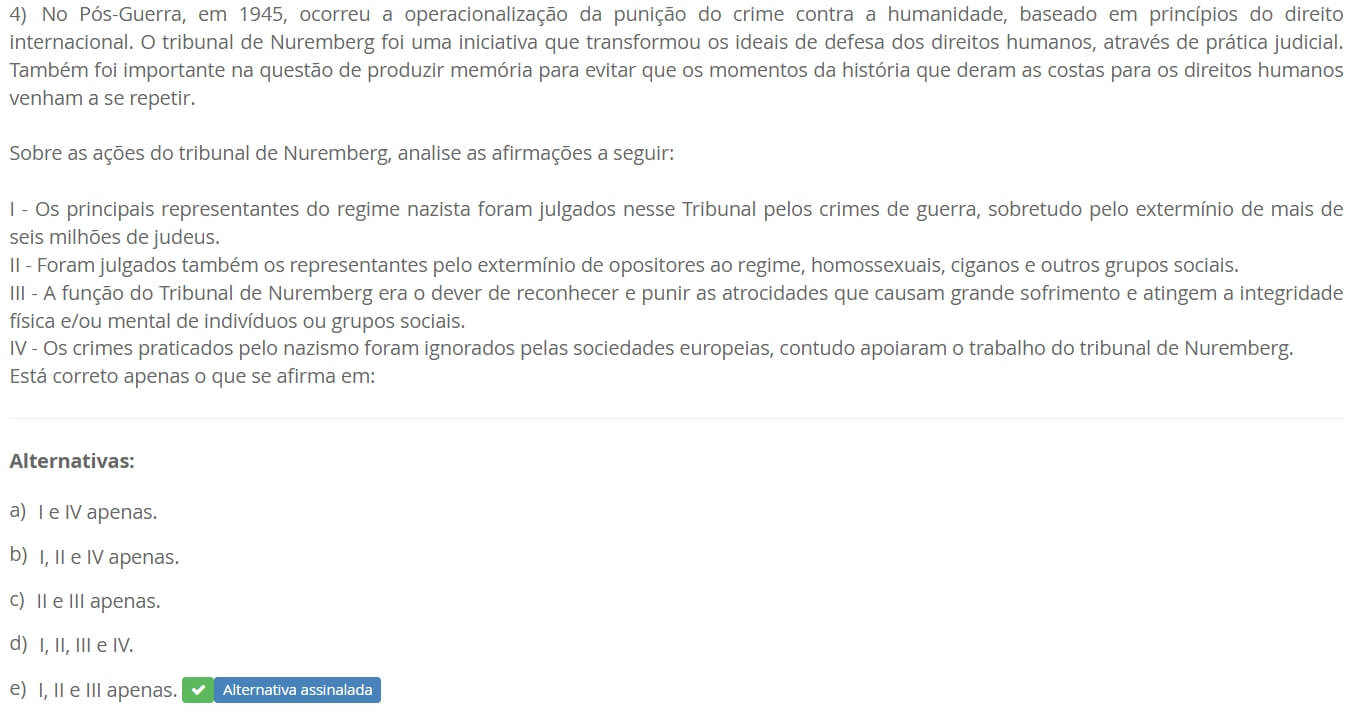 4) No Pós-Guerra, em 1945, ocorreu a operacionalização da punição do crime contra a humanidade, baseado em princípios do direito
internacional. O tribunal de Nuremberg foi uma iniciativa que transformou os ideais de defesa dos direitos humanos, através de prática judicial.
Também foi importante na questão de produzir memória para evitar que os momentos da história que deram as costas para os direitos humanos
venham a se repetir.
Sobre as ações do tribunal de Nuremberg, analise as afirmações a seguir:
I - Os principais representantes do regime nazista foram julgados nesse Tribunal pelos crimes de guerra, sobretudo pelo extermínio de mais de
seis milhões de judeus.
II - Foram julgados também os representantes pelo extermínio de opositores ao regime, homossexuais, ciganos e outros grupos sociais.
III - A função do Tribunal de Nuremberg era o dever de reconhecer e punir as atrocidades que causam grande sofrimento e atingem a integridade
física e/ou mental de indivíduos ou grupos sociais.
IV - Os crimes praticados pelo nazismo foram ignorados pelas sociedades europeias, contudo apoiaram o trabalho do tribunal de Nuremberg.
Está correto apenas o que se afirma em:
Alternativas:
a) I e IV apenas.
b) I, II e IV apenas.
c) II e III apenas.
d) I, II, III e IV.
e) I, II e III apenas. Alternativa assinalada